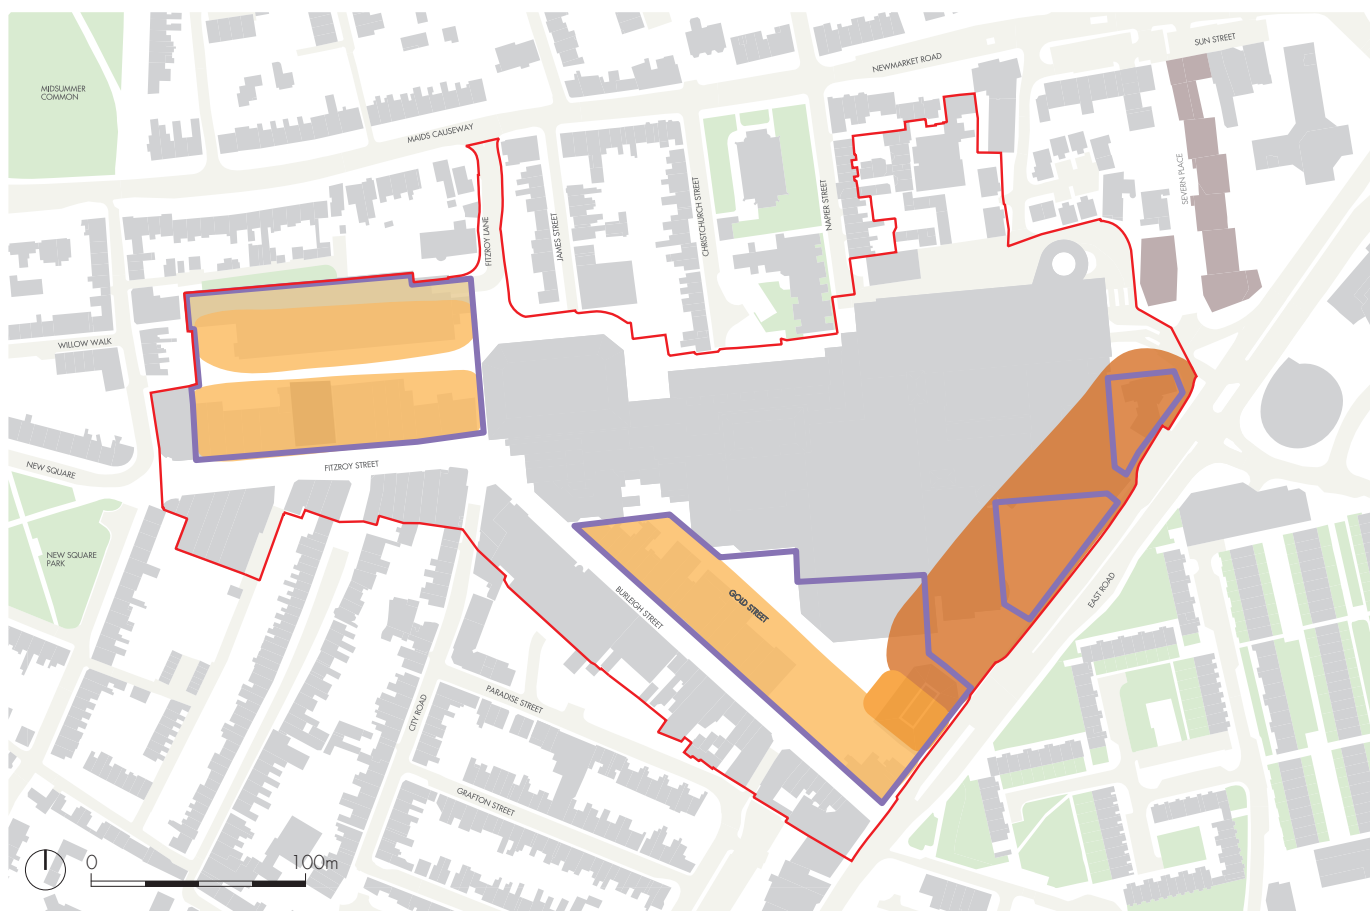 SUN STREET
NEWMARKET ROAD
MIDSUMMER
COMMON
MAIDS CAUSEWAY
SEVERN PLACE
CHRISTCHURCH STREET
NAPIER STREET
FITZROY LANE
JAMES STREET
WILLOW WALK
NEW SQUARE
FITZROY STREET
NEW SQUARE
PARK
BURLEIGH STREET
GOLD STREET
EAST ROAD
PARADISE STREET
CITY ROAD
GRAFTON STREET
0 100m